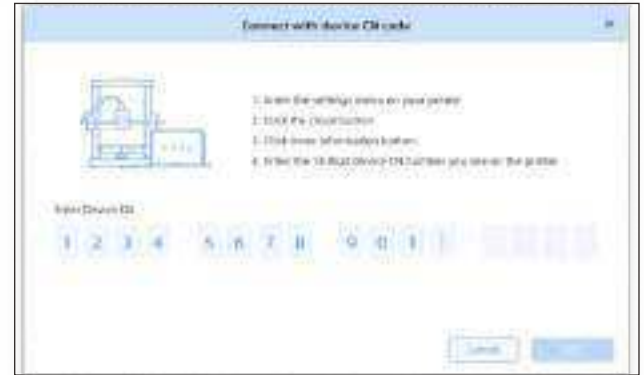 Connect with device CN code
1. Enter the settings menu on your printer
2. Click the cloud button
3. Click more information button
4. Enter the 16 digit device CN number you see on the printer
Enter Device CN
1 2 3 4 5 6 7 8 9 0 1
Cancel